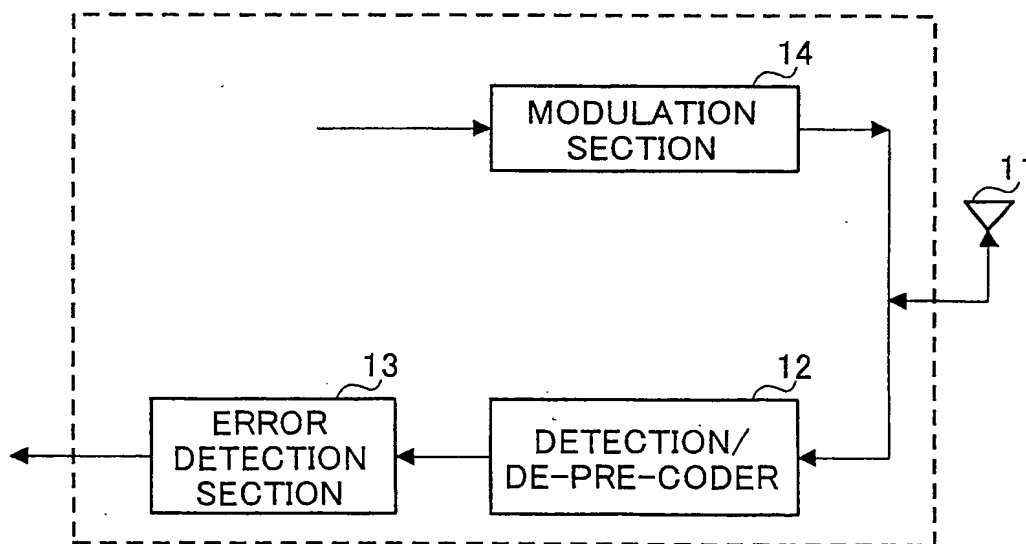 14
MODULATION
SECTION
11
13
ERROR
DETECTION
SECTION
12
DETECTION/
DE-PRE-CODER